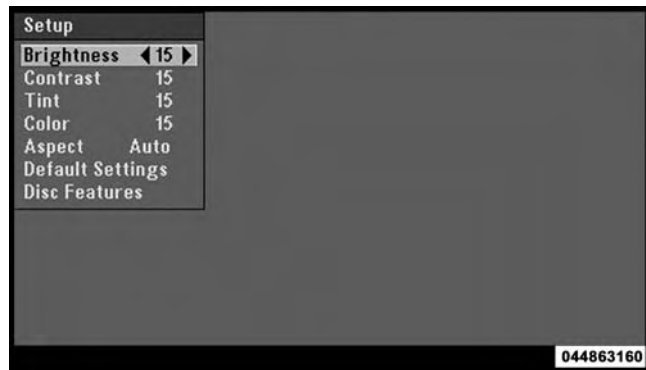 Setup
Brightness ◀ 15 ▶
Contrast 15
Tint 15
Color 15
Aspect Auto
Default Settings
Disc Features
044863160